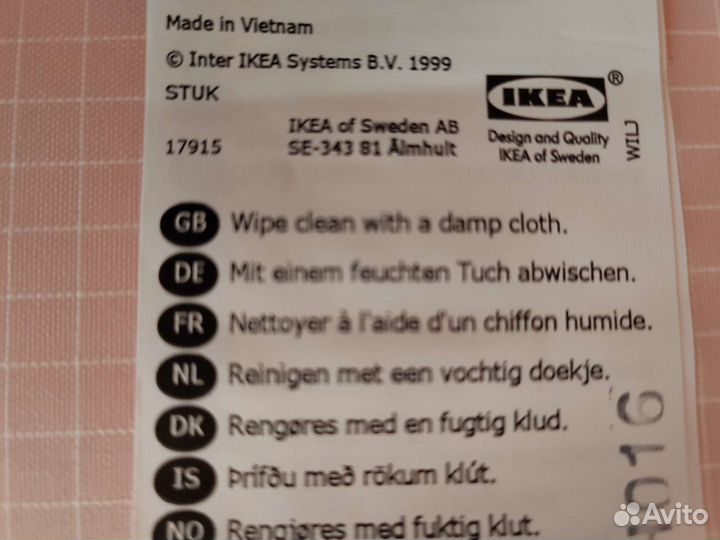 Made in Vietnam
© Inter IKEA Systems B.V. 1999
STUK
IKEA of Sweden AB
17915 SE-343 81 Älmhult
IKEA ®
Design and Quality
IKEA of Sweden
WILJ
GB Wipe clean with a damp cloth.
DE Mit einem feuchten Tuch abwischen.
FR Nettoyer à l'aide d'un chiffon humide.
NL Reinigen met een vochtig doekje.
DK Rengøres med en fugtig klud.
IS Þrífðu með rökum klút.
NO Rengjøres med fuktig klut.
016
Avito